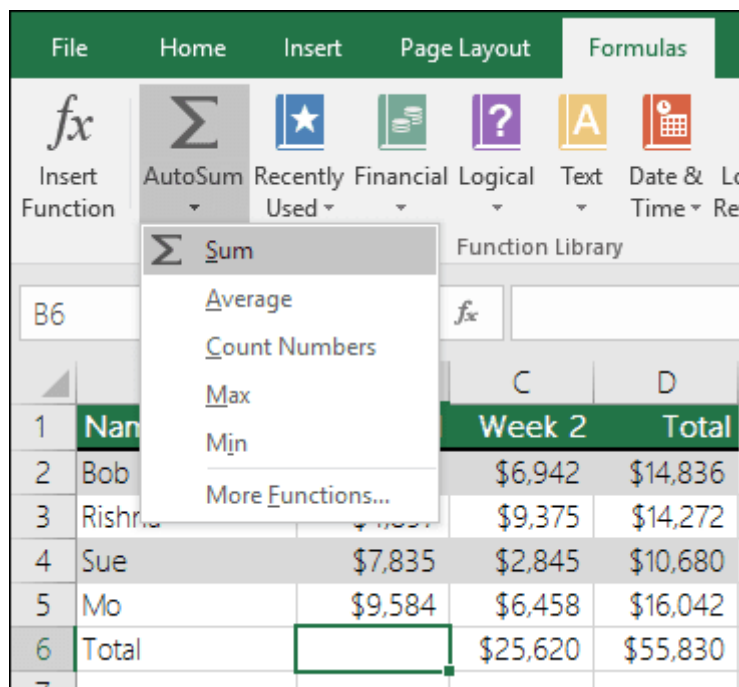 File Home Insert Page Layout Formulas
fx
Insert Function AutoSum Recently Used Financial Logical Text Date & Time
Function Library
Sum
Average
Count Numbers
Max
Min
More Functions...
B6 fx
C D
1 Week 2 Total
2 Bob $6,942 $14,836
3 $9,375 $14,272
4 Sue $7,835 $2,845 $10,680
5 Mo $9,584 $6,458 $16,042
6 Total $25,620 $55,830